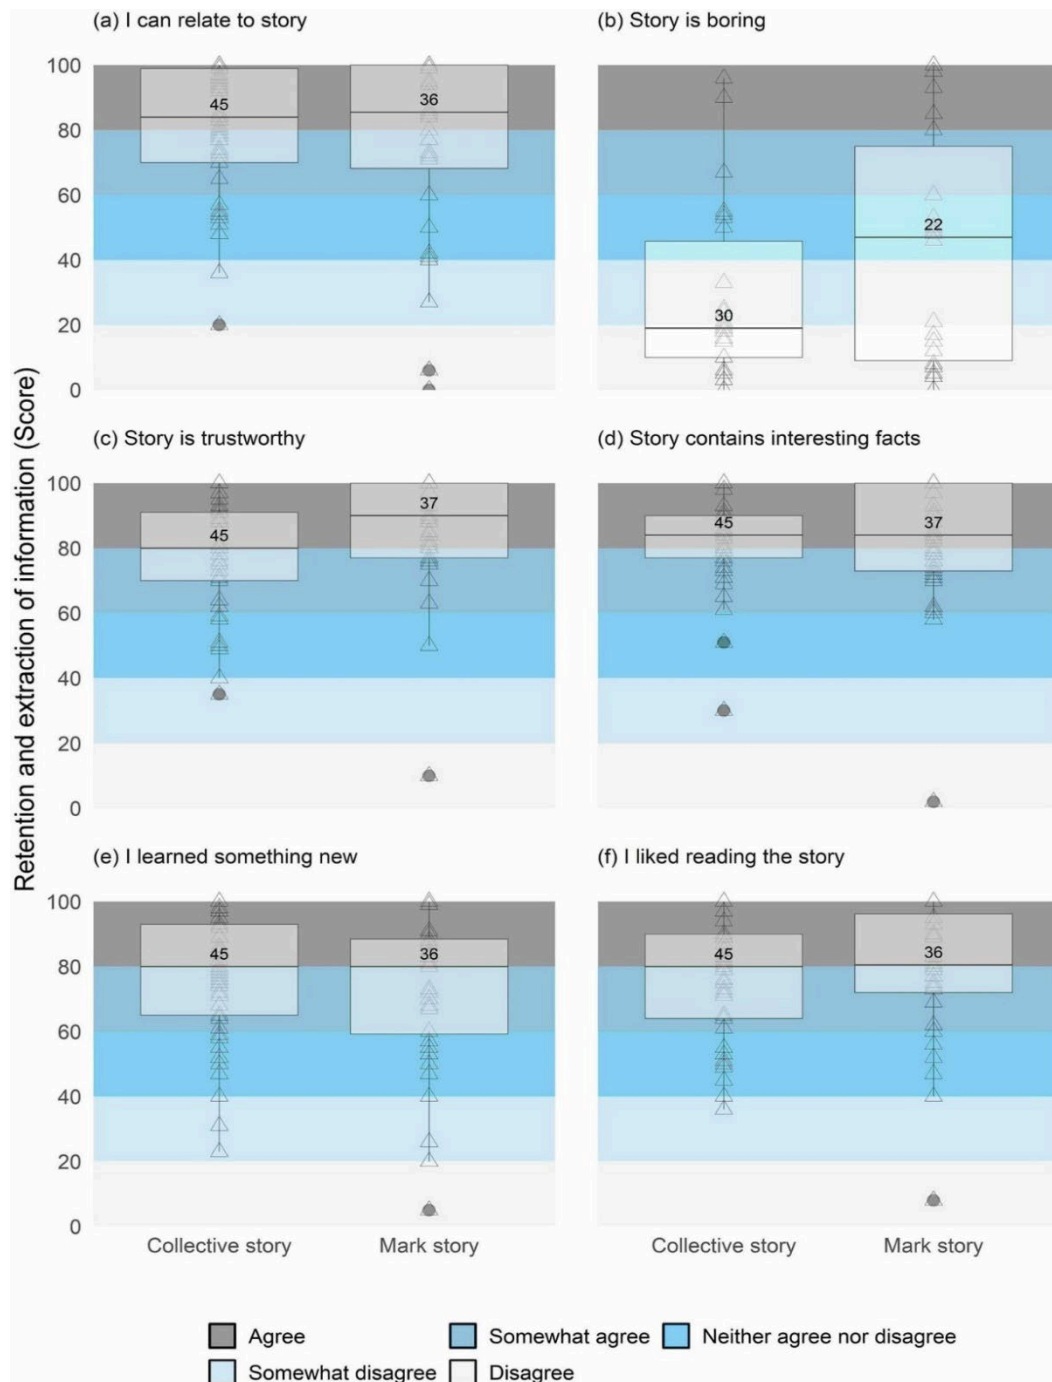 (a) I can relate to story
(b) Story is boring
100
80
60
40
20
0
45
36
30
22
(c) Story is trustworthy
(d) Story contains interesting facts
100
80
60
40
20
0
45
37
45
37
(e) I learned something new
(f) I liked reading the story
100
80
60
40
20
0
45
36
45
36
Retention and extraction of information (Score)
Collective story
Mark story
Collective story
Mark story
Agree
Somewhat agree
Neither agree nor disagree
Somewhat disagree
Disagree